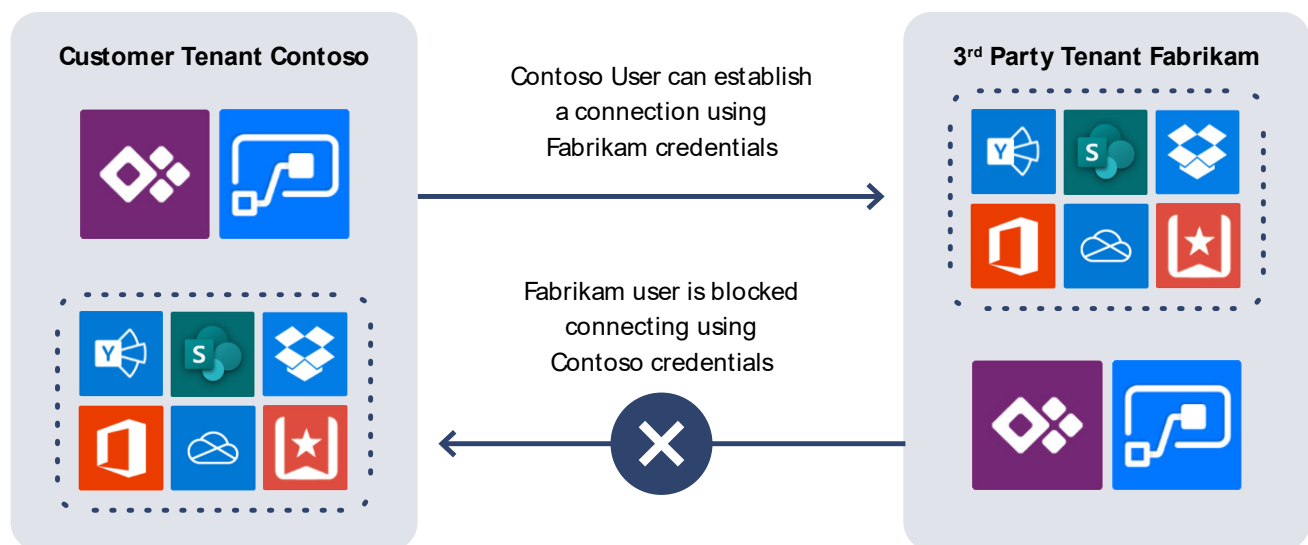 Customer Tenant Contoso
Contoso User can establish
a connection using
Fabrikam credentials
3rd Party Tenant Fabrikam
Y
S
Y
S
Fabrikam user is blocked
connecting using
Contoso credentials